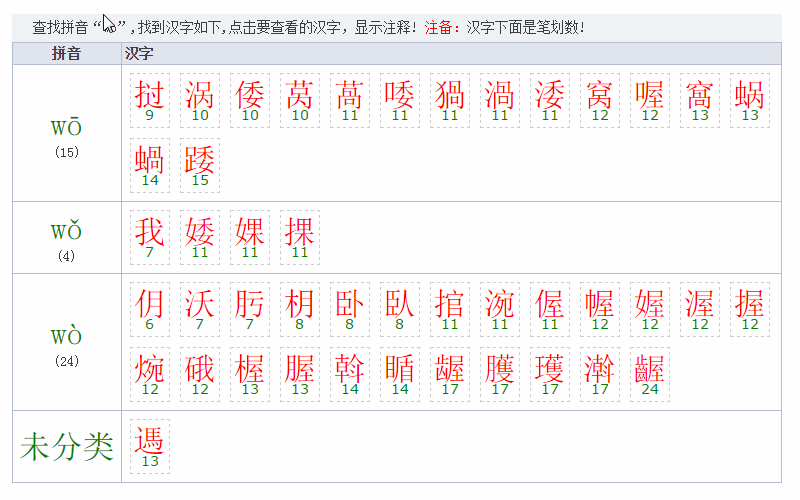 查找拼音“”,找到汉字如下,点击要查看的汉字，显示注释! 注备：汉字下面是笔划数!
拼音 汉字
wō
(15)
挝 涡 倭 莴 萵 唩 猧 渦 涹 窝 喔 窩 蜗
9 10 10 10 11 11 11 11 11 12 12 13 13
蝸 踒
14 15
wǒ
(4)
我 婑 婐 捰
7 11 11 11
wò
(24)
仴 沃 肟 枂 卧 臥 捾 涴 偓 幄 媉 渥 握
6 7 7 8 8 8 11 11 11 12 12 12 12
焥 硪 楃 腛 斡 瞃 龌 臒 瓁 濣 齷
12 12 13 13 14 14 17 17 17 17 24
未分类
13